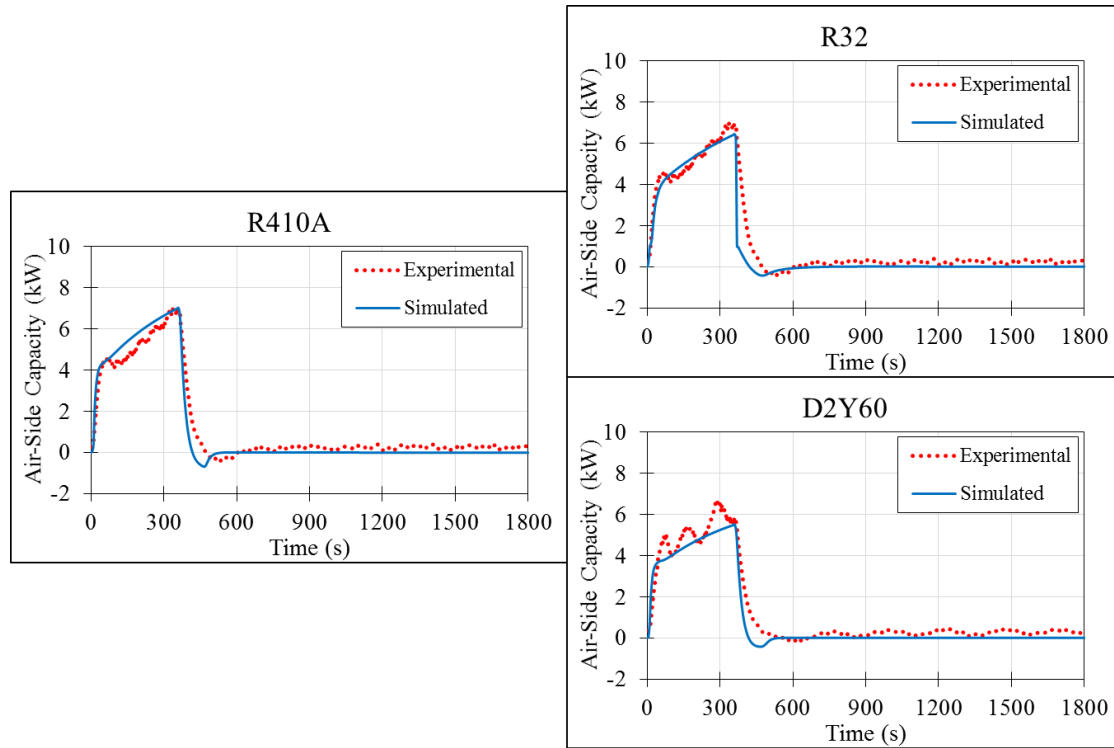 R410A
Air-Side Capacity (kW)
10
8
6
4
2
0
-2
0 300 600 900 1200 1500 1800
Time (s)
Experimental
Simulated
R32
Air-Side Capacity (kW)
10
8
6
4
2
0
-2
0 300 600 900 1200 1500 1800
Time (s)
Experimental
Simulated
D2Y60
Air-Side Capacity (kW)
10
8
6
4
2
0
-2
0 300 600 900 1200 1500 1800
Time (s)
Experimental
Simulated